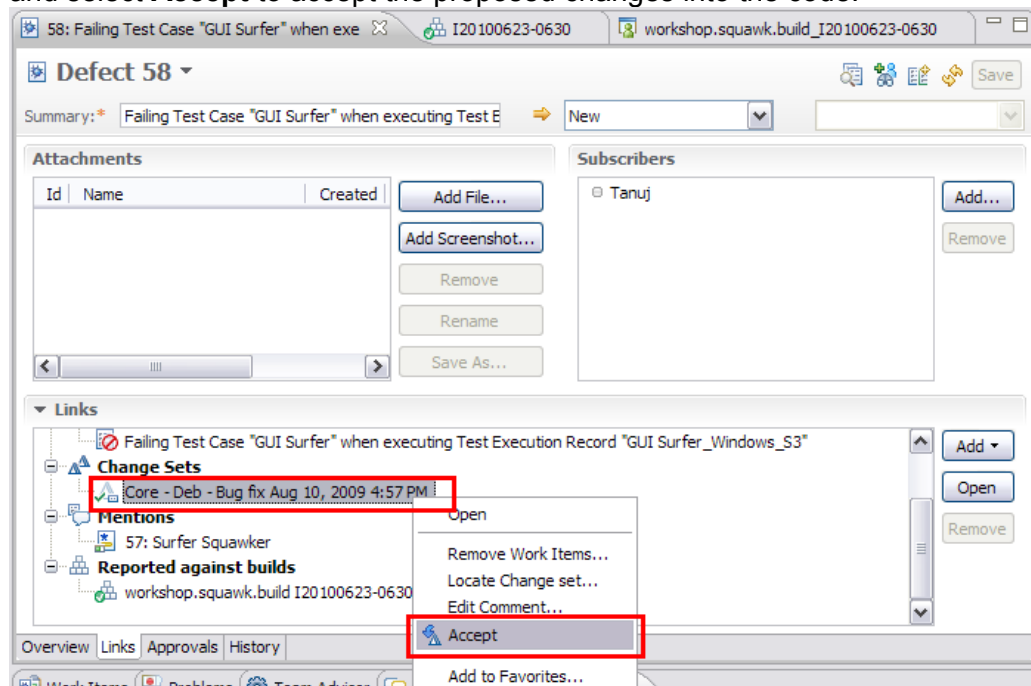 and select Accept to accept the proposed changes into the code.
58: Failing Test Case "GUI Surfer" when exe
I20100623-0630
workshop.squawk.build_I20100623-0630
Defect 58
Save
Summary:* Failing Test Case "GUI Surfer" when executing Test E
New
Attachments
Subscribers
Id Name Created
Add File...
Tanuj
Add...
Add Screenshot...
Remove
Remove
Rename
Save As...
Links
Failing Test Case "GUI Surfer" when executing Test Execution Record "GUI Surfer_Windows_S3"
Add
Change Sets
Core - Deb - Bug fix Aug 10, 2009 4:57 PM
Open
Mentions
Open
Remove
57: Surfer Squawker
Remove Work Items...
Reported against builds
Locate Change set...
workshop.squawk.build I20100623-0630
Edit Comment...
Accept
Overview Links Approvals History
Add to Favorites...
Work Items Problems Team Advisor